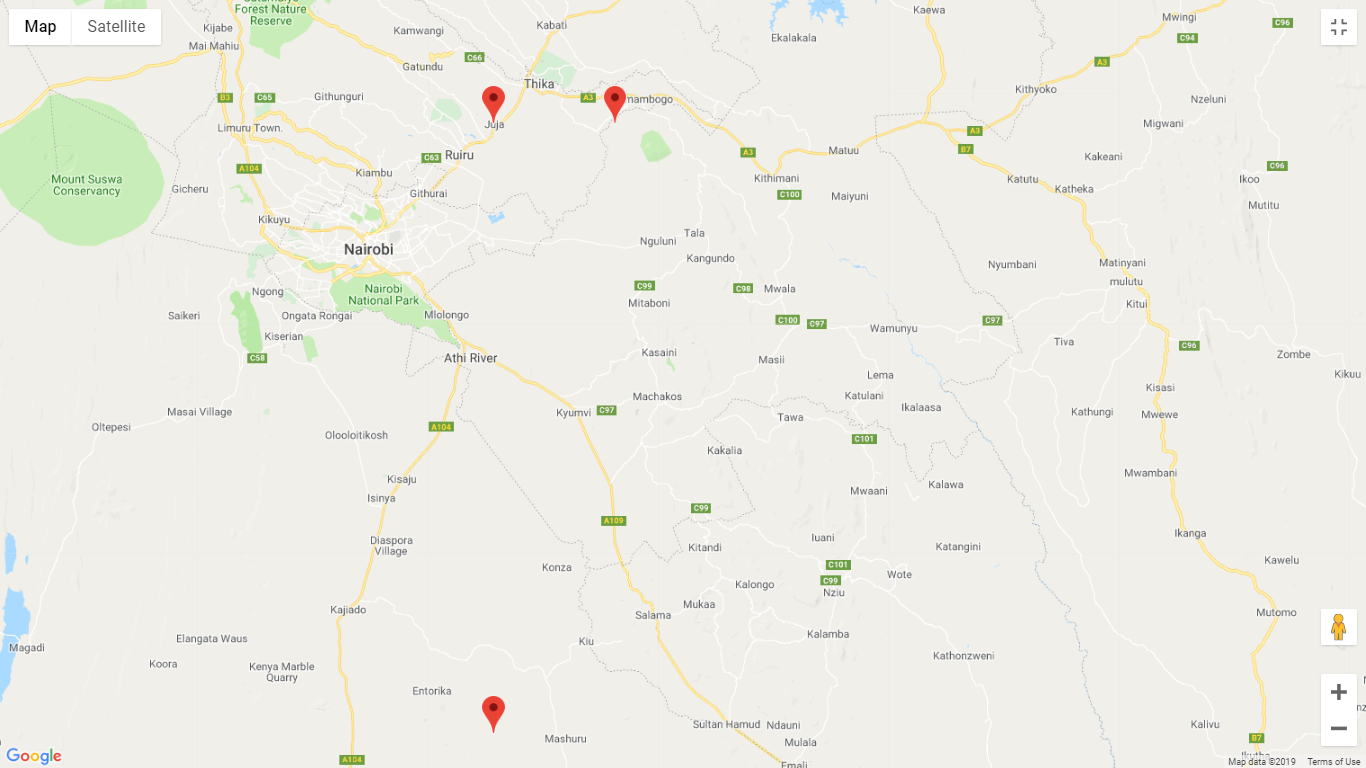 Map
Satellite
Forest Nature
Reserve
Kijabe
Mai Mahiu
Kamwangi
Kabati
Ekalakala
Kaewa
Mwingi
C96
C94
C66
Gatundu
Thika
A3
Kithyoko
B3
C65
Githunguri
A3
mambogo
Nzeluni
Limuru Town.
Juja
Migwani
A3
C63
Ruiru
A3
Matuu
B7
Kakeani
A104
Kiambu
C96
Mount Suswa
Conservancy
Gicheru
Githurai
Kithimani
C100
Maiyuni
Katutu
Katheka
Ikoo
Mutitu
Kikuyu
Tala
Nguluni
Nairobi
Kangundo
Nyumbani
Matinyani
mulutu
Ngong
Nairobi
National Park
C99
C98
Mwala
Mitaboni
Kitui
Saikeri
Ongata Rongai
Mlolongo
C100
C97
Wamunyu
C97
Kiserian
Tiva
C96
C58
Athi River
Kasaini
Masii
Zombe
Lema
Kikuu
Kisasi
Machakos
Katulani
Masai Village
Kyumvi
C97
Ikalaasa
Kathungi
Mwewe
Tawa
Oltepesi
Olooloitikosh
A104
C101
Kakalia
Kisaju
Mwambani
Isinya
Mwaani
Kalawa
C99
A109
Diaspora
Village
Iuani
Ikanga
Kitandi
Katangini
Konza
C101
Kawelu
C99
Wote
Kalongo
Nziu
Kajiado
Mukaa
Salama
Mutomo
Elangata Waus
Kalamba
Magadi
Kiu
Koora
Kenya Marble
Quarry
Kathonzweni
Entorika
Sultan Hamud
Ndauni
Kalivu
Mashuru
Mulala
B7
A104
Emali
Google
Map data ©2019
Terms of Use